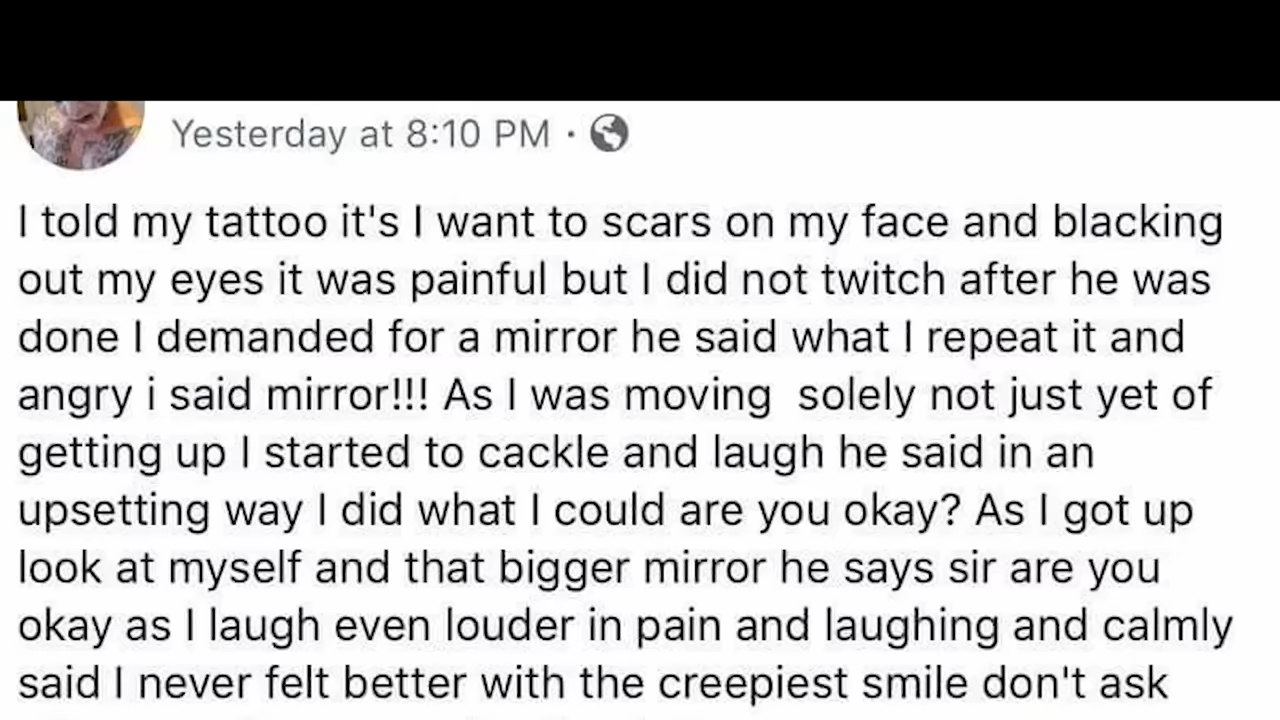 Yesterday at 8:10 PM ·
I told my tattoo it's I want to scars on my face and blacking
out my eyes it was painful but I did not twitch after he was
done I demanded for a mirror he said what I repeat it and
angry i said mirror!!! As I was moving  solely not just yet of
getting up I started to cackle and laugh he said in an
upsetting way I did what I could are you okay? As I got up
look at myself and that bigger mirror he says sir are you
okay as I laugh even louder in pain and laughing and calmly
said I never felt better with the creepiest smile don't ask